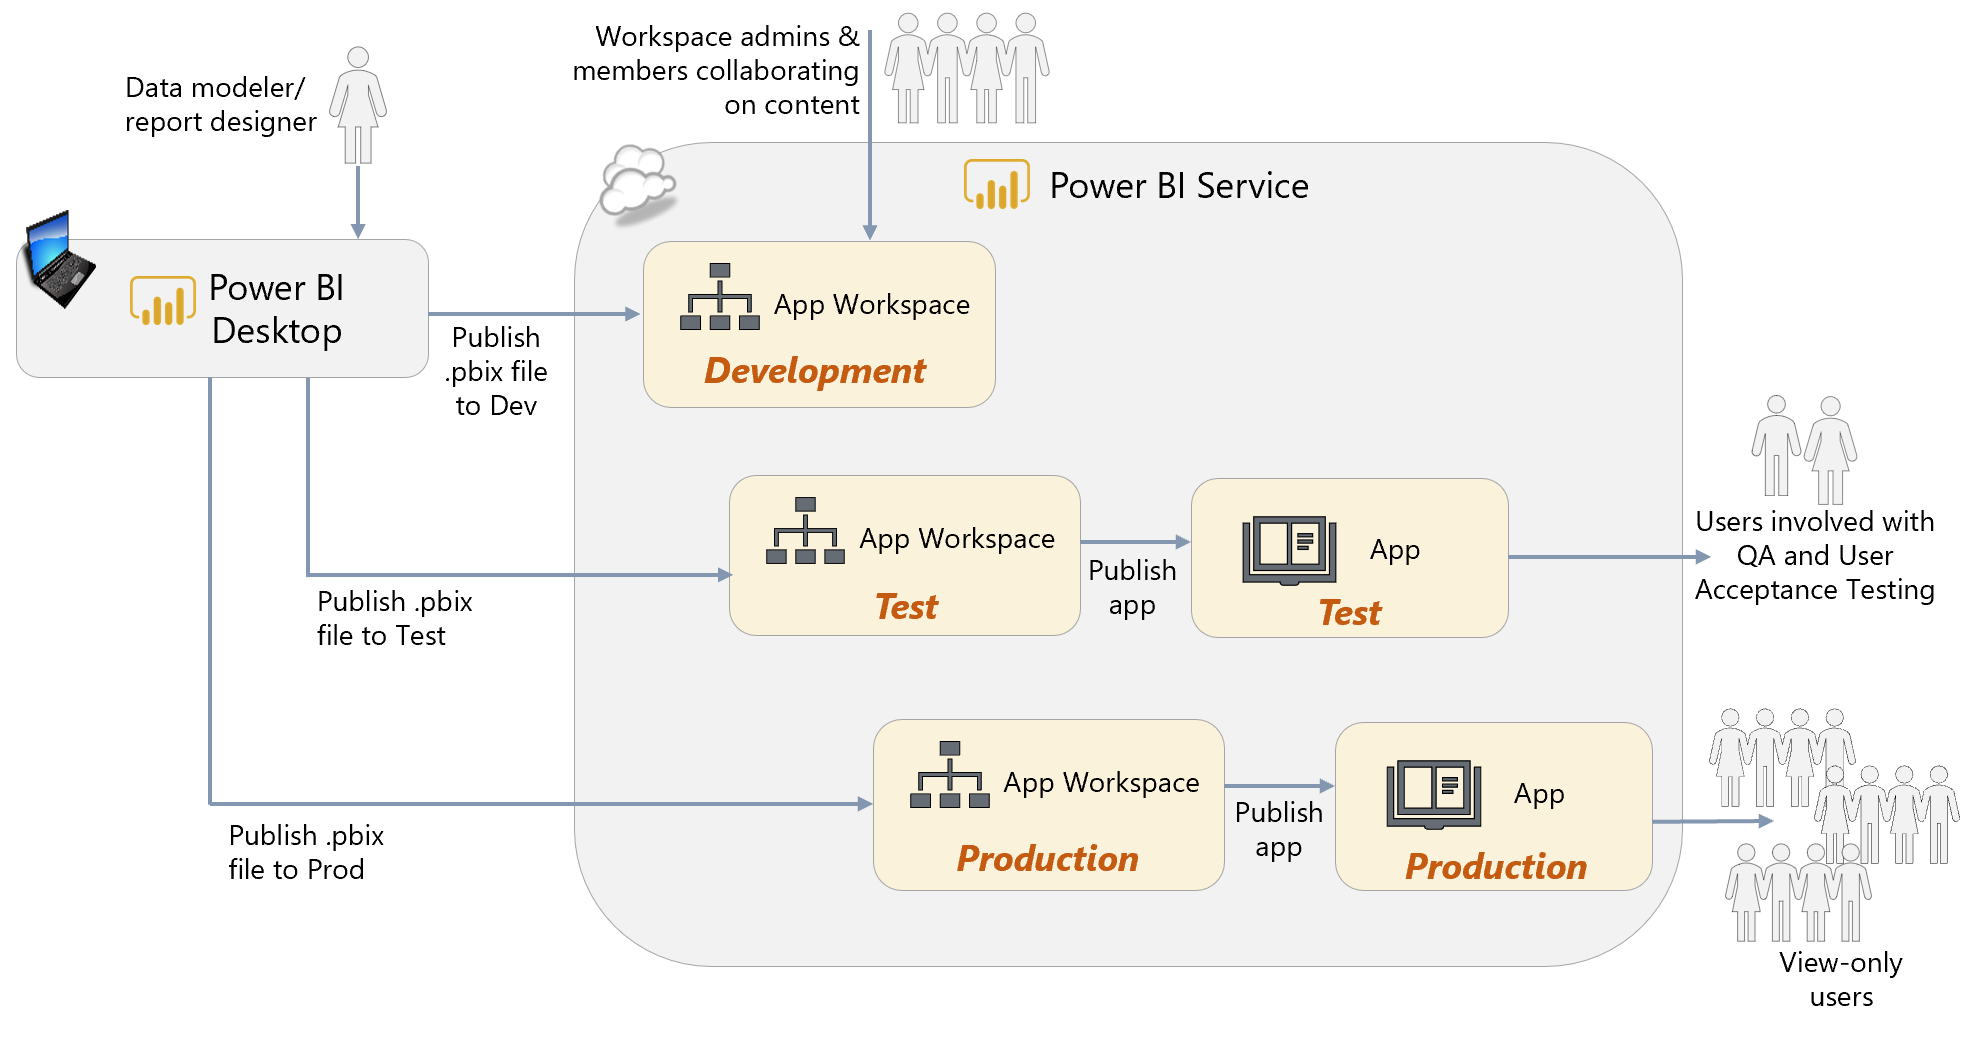 Workspace admins &
members collaborating
on content
Data modeler/
report designer
Power BI Service
Power BI
Desktop
App Workspace
Development
Publish
.pbix file
to Dev
App Workspace
Test
Publish
app
App
Test
Users involved with
QA and User
Acceptance Testing
Publish .pbix
file to Test
App Workspace
Production
Publish
app
App
Production
Publish .pbix
file to Prod
View-only
users